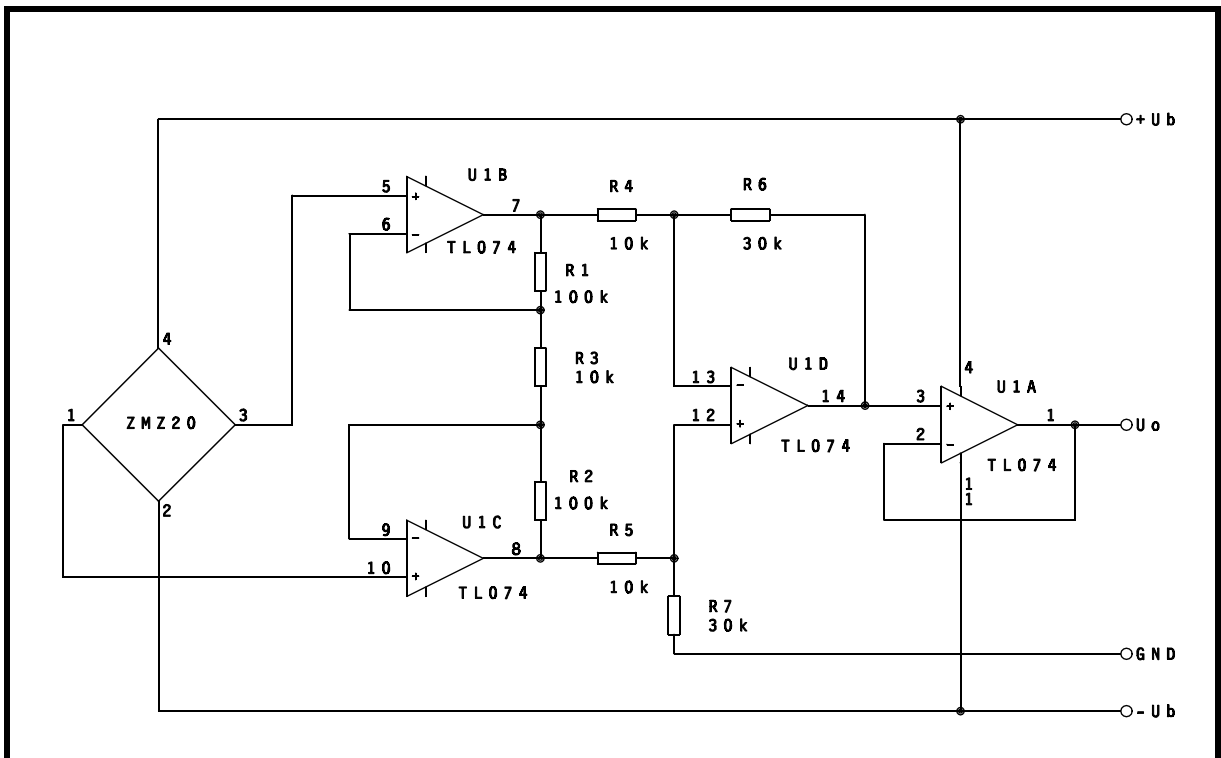 +Ub
U1B
R4
R6
5
7
+
6
-
TL074
10k
30k
R1
100k
4
R3
10k
U1D
4
13
-
U1A
14
3
+
1
ZMZ20
3
12
+
1
Uo
2
-
TL074
TL074
R2
100k
1
1
2
U1C
9
-
R5
8
10
+
TL074
10k
R7
30k
GND
-Ub